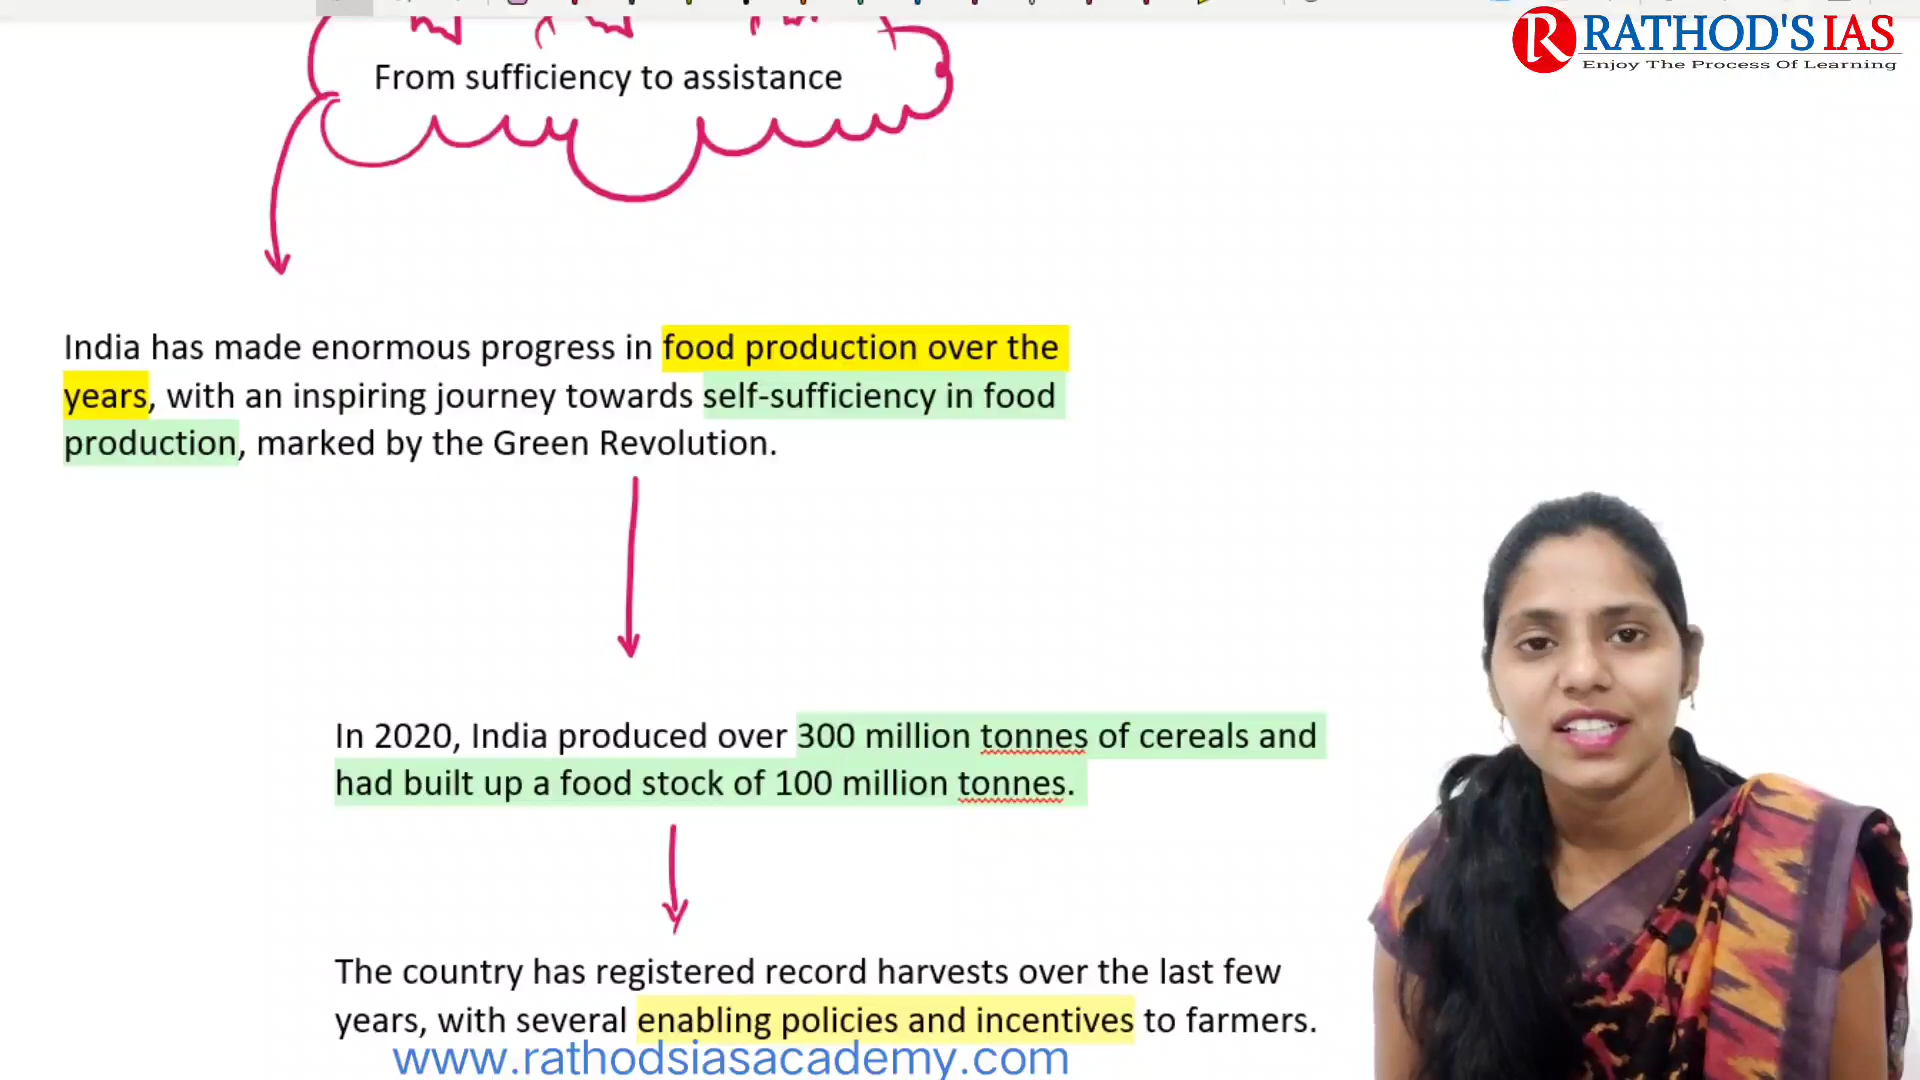 RATHOD'S IAS
Enjoy The Process Of Learning
From sufficiency to assistance
India has made enormous progress in food production over the
years, with an inspiring journey towards self-sufficiency in food
production, marked by the Green Revolution.
In 2020, India produced over 300 million tonnes of cereals and
had built up a food stock of 100 million tonnes.
The country has registered record harvests over the last few
years, with several enabling policies and incentives to farmers.
www.rathodsiasacademy.com